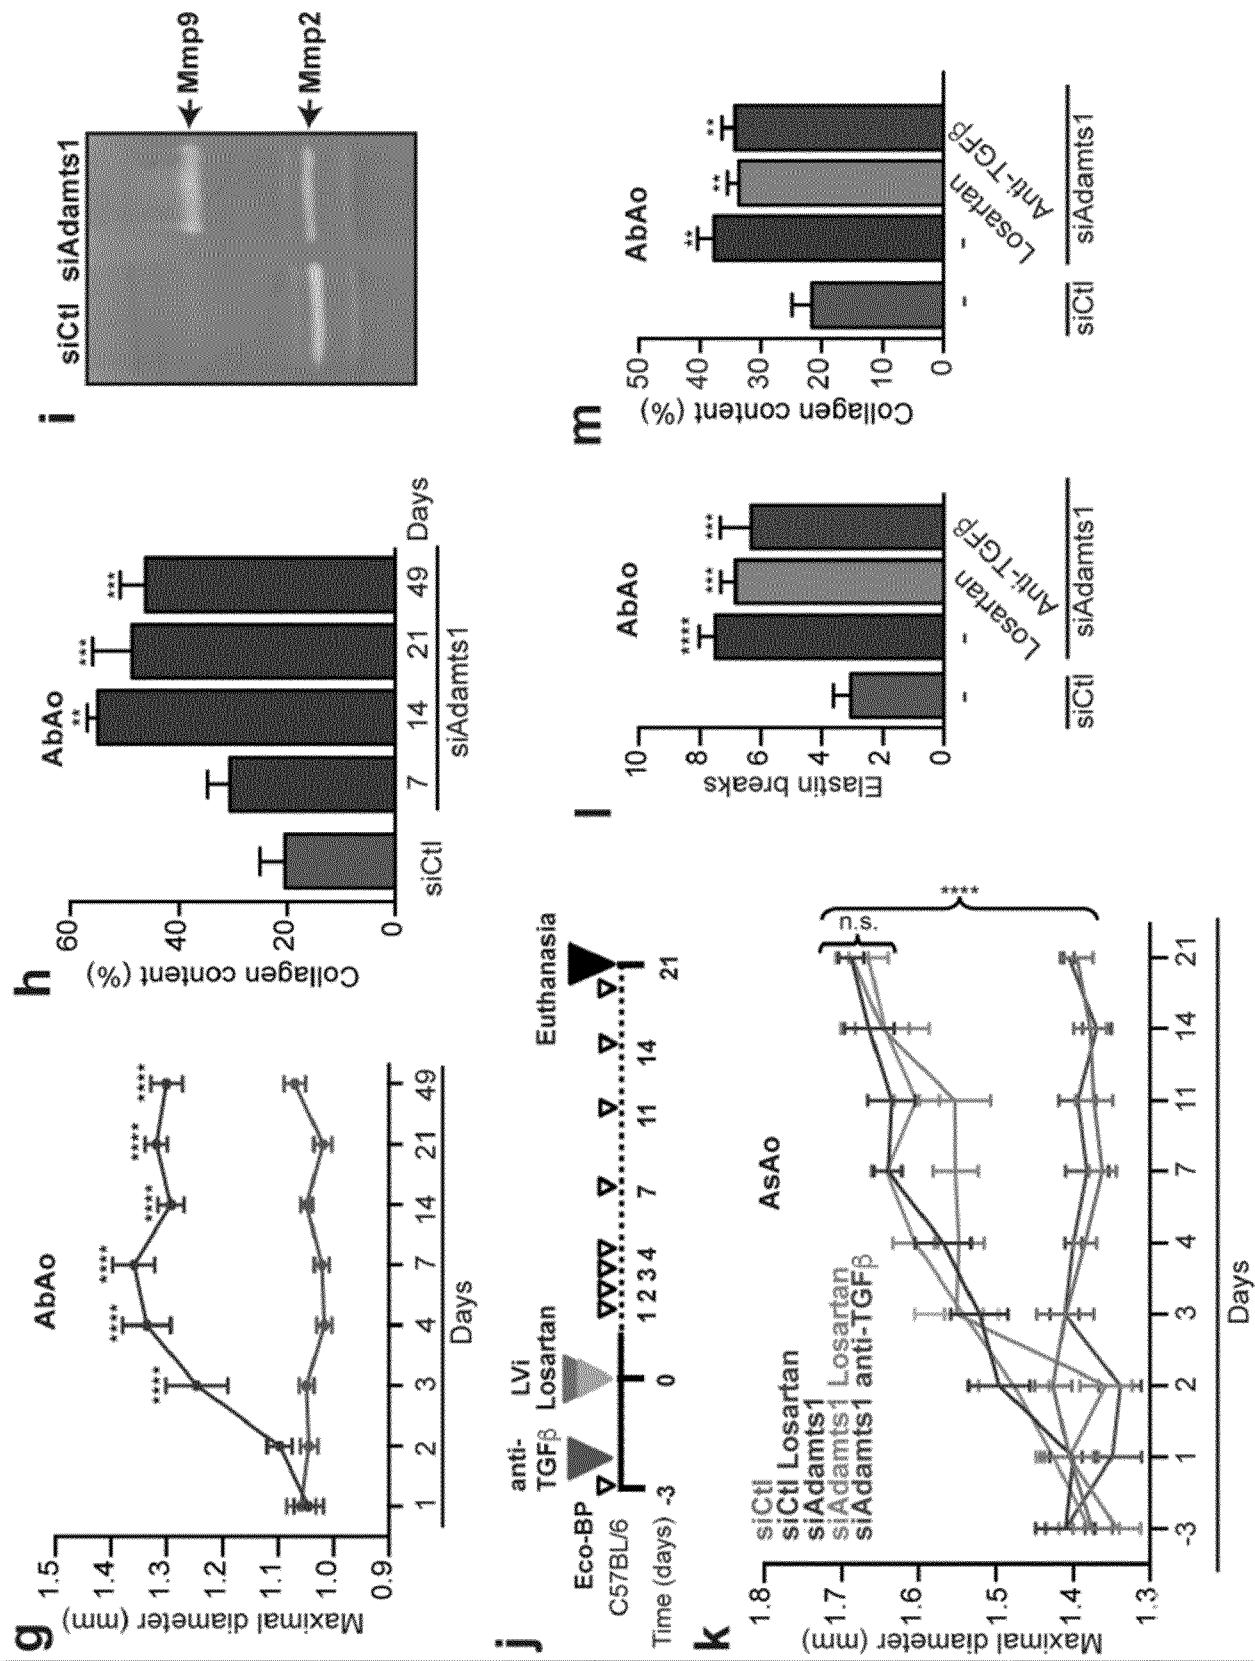 g
AbAo
Maximal diameter (mm)
1.5
1.4
1.3
1.2
1.1
1.0
0.9
**** **** **** **** **** ****
1 2 3 4 7 14 21 49
Days
h
AbAo
Collagen content (%)
60
40
20
0
** *** ***
siCtl 7 14 21 49 Days
siAdamts1
i
siCtl siAdamts1
Mmp9
Mmp2
j
anti-TGFβ
LVi
Losartan
Euthanasia
Eco-BP
C57BL/6
Time (days) -3 0 1 2 3 4 7 11 14 21
k
AsAo
Maximal diameter (mm)
1.8
1.7
1.6
1.5
1.4
1.3
siCtl
siCtl Losartan
siAdamts1
siAdamts1 Losartan
siAdamts1 anti-TGFβ
n.s.
****
-3 1 2 3 4 7 11 14 21
Days
l
AbAo
Elastin breaks
10
8
6
4
2
0
**** *** ***
- - Losartan Anti-TGFβ
siCtl siAdamts1
m
AbAo
Collagen content (%)
50
40
30
20
10
0
** ** **
- - Losartan Anti-TGFβ
siCtl siAdamts1